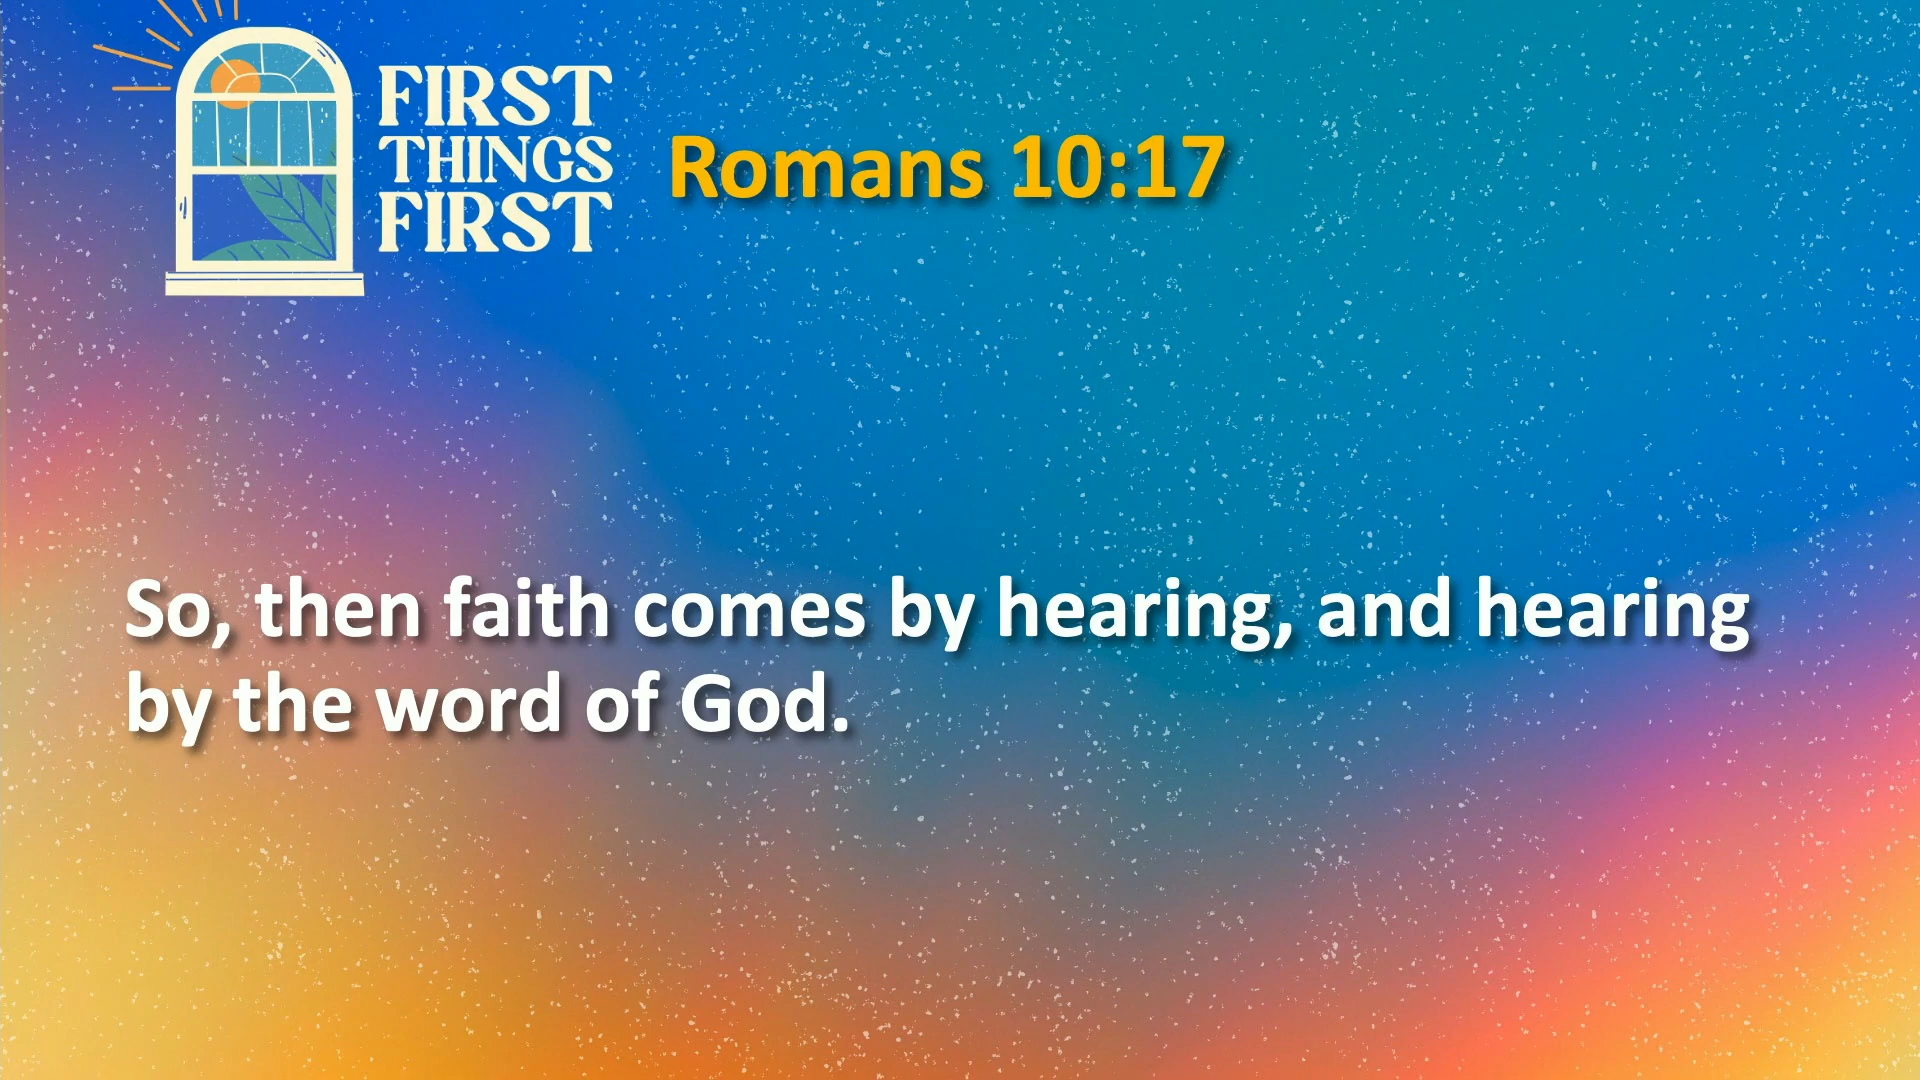 FIRST
THINGS
FIRST
Romans 10:17
So, then faith comes by hearing, and hearing
by the word of God.